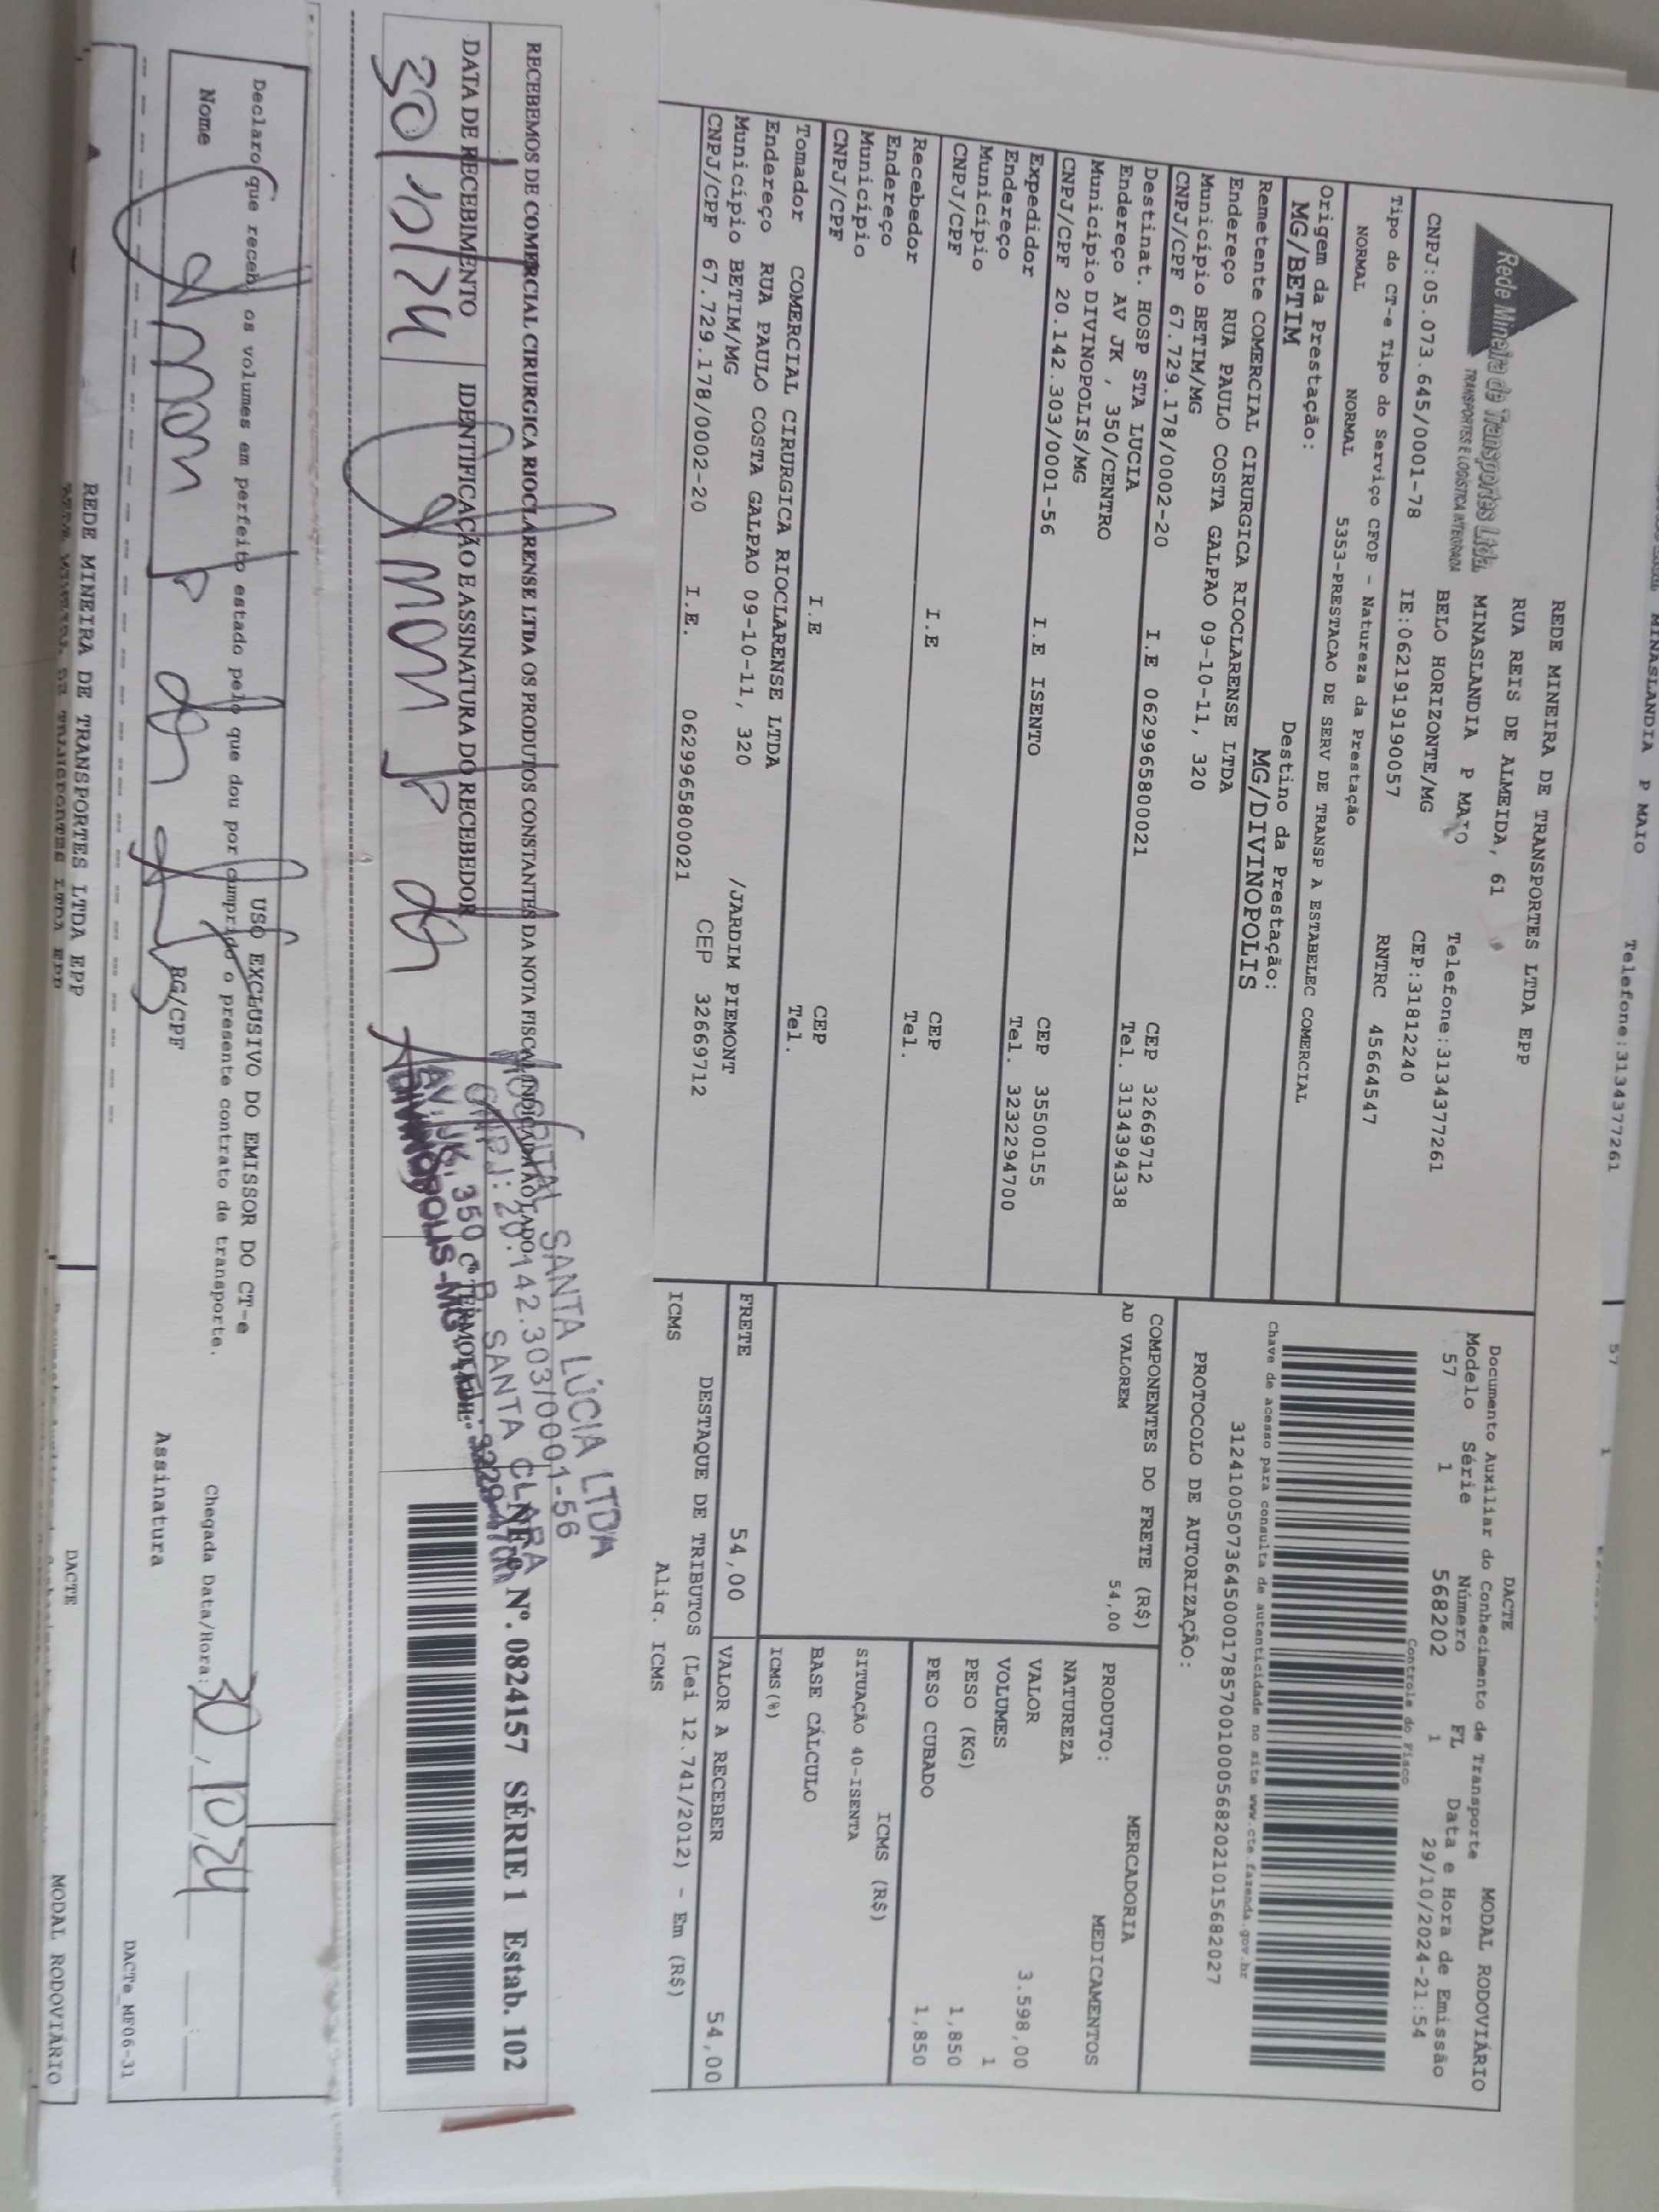 MINASLANDIA P MAIO
Telefone:3134377261
57 1
Rede Mineira de Transportes Ltda.
TRANSPORTES E LOGÍSTICA INTEGRADA
REDE MINEIRA DE TRANSPORTES LTDA EPP
RUA REIS DE ALMEIDA, 61
MINASLANDIA P MAIO
Telefone:3134377261
BELO HORIZONTE/MG
CEP:31812240
CNPJ:05.073.645/0001-78
IE:0621919190057
RNTRC 45664547
Tipo do CT-e Tipo do Serviço CFOP - Natureza da Prestação
NORMAL NORMAL 5353-PRESTACAO DE SERV DE TRANSP A ESTABELEC COMERCIAL
Origem da Prestação: Destino da Prestação:
MG/BETIM MG/DIVINOPOLIS
Remetente COMERCIAL CIRURGICA RIOCLARENSE LTDA
Endereço RUA PAULO COSTA GALPAO 09-10-11, 320
Município BETIM/MG CEP 32669712
CNPJ/CPF 67.729.178/0002-20 I.E 0629965800021 Tel. 3134394338
Destinat. HOSP STA LUCIA
Endereço AV JK , 350/CENTRO
Município DIVINOPOLIS/MG CEP 35500155
CNPJ/CPF 20.142.303/0001-56 I.E ISENTO Tel. 3232294700
Expedidor
Endereço
Município CEP
CNPJ/CPF I.E Tel.
Recebedor
Endereço
Município CEP
CNPJ/CPF I.E Tel.
Tomador COMERCIAL CIRURGICA RIOCLARENSE LTDA
Endereço RUA PAULO COSTA GALPAO 09-10-11, 320 /JARDIM PIEMONT
Município BETIM/MG CEP 32669712
CNPJ/CPF 67.729.178/0002-20 I.E. 0629965800021
DACTE
Documento Auxiliar do Conhecimento de Transporte MODAL RODOVIÁRIO
Modelo Série Número FL Data e Hora de Emissão
57 1 568202 1 29/10/2024-21:54
Controle do Fisco
Chave de acesso para consulta de autenticidade no site www.cte.fazenda.gov.br
31241005073645000178570010005682021015682027
PROTOCOLO DE AUTORIZAÇÃO:
COMPONENTES DO FRETE (R$)
AD VALOREM 54,00
MERCADORIA
PRODUTO: MEDICAMENTOS
NATUREZA
VALOR 3.598,00
VOLUMES 1
PESO (KG) 1,850
PESO CUBADO 1,850
ICMS (R$)
SITUAÇÃO 40-ISENTA
BASE CÁLCULO
ICMS(%)
FRETE 54,00 VALOR A RECEBER 54,00
DESTAQUE DE TRIBUTOS (Lei 12.741/2012) - Em (R$)
ICMS Aliq. ICMS
RECEBEMOS DE COMERCIAL CIRURGICA RIOCLARENSE LTDA OS PRODUTOS CONSTANTES DA NOTA FISCAL INDICADA AO LADO
DATA DE RECEBIMENTO
IDENTIFICAÇÃO E ASSINATURA DO RECEBEDOR
30/10/24
HOSPITAL SANTA LÚCIA LTDA
CNPJ: 20.142.303/0001-56
AV. JK, 350 B. SANTA CLARA
DIVINÓPOLIS-MG
NF-e Nº. 0824157 SÉRIE 1 Estab. 102
USO EXCLUSIVO DO EMISSOR DO CT-e
Declaro que recebi os volumes em perfeito estado pelo que dou por cumprido o presente contrato de transporte.
Chegada Data/Hora: 30/10/24
Nome RG/CPF Assinatura
DACTe_MF06-31
REDE MINEIRA DE TRANSPORTES LTDA EPP
DACTE
MODAL RODOVIÁRIO